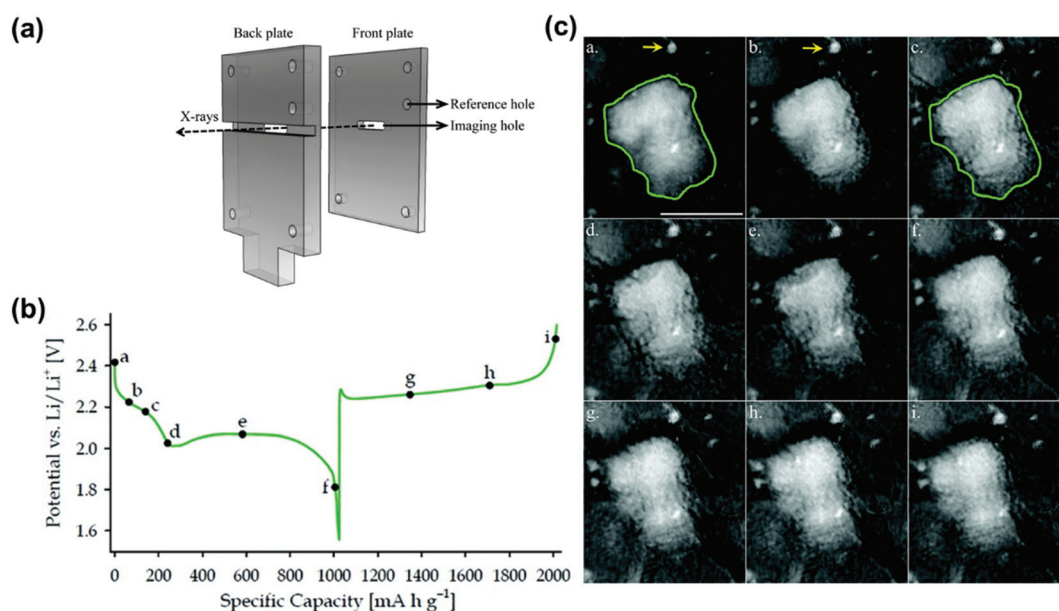 (a)
Back plate
Front plate
X-rays
Reference hole
Imaging hole
(b)
Potential vs. Li/Li⁺ [V]
2.6
2.4
2.2
2.0
1.8
1.6
a
b
c
d
e
f
g
h
i
0 200 400 600 800 1000 1200 1400 1600 1800 2000
Specific Capacity [mA h g⁻¹]
(c)
a. b. c.
d. e. f.
g. h. i.